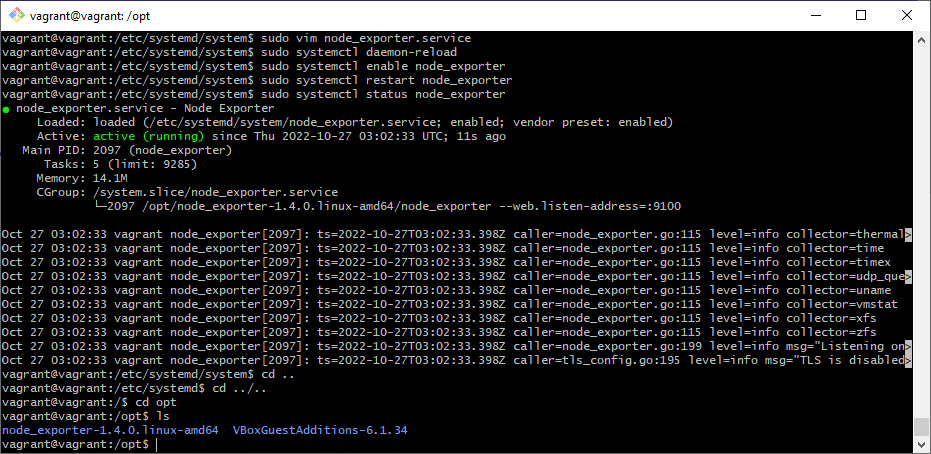 vagrant@vagrant: /opt
vagrant@vagrant:/etc/systemd/system$ sudo vim node_exporter.service
vagrant@vagrant:/etc/systemd/system$ sudo systemctl daemon-reload
vagrant@vagrant:/etc/systemd/system$ sudo systemctl enable node_exporter
vagrant@vagrant:/etc/systemd/system$ sudo systemctl restart node_exporter
vagrant@vagrant:/etc/systemd/system$ sudo systemctl status node_exporter
● node_exporter.service - Node Exporter
     Loaded: loaded (/etc/systemd/system/node_exporter.service; enabled; vendor preset: enabled)
     Active: active (running) since Thu 2022-10-27 03:02:33 UTC; 11s ago
   Main PID: 2097 (node_exporter)
      Tasks: 5 (limit: 9285)
     Memory: 14.1M
     CGroup: /system.slice/node_exporter.service
             └─2097 /opt/node_exporter-1.4.0.linux-amd64/node_exporter --web.listen-address=:9100
Oct 27 03:02:33 vagrant node_exporter[2097]: ts=2022-10-27T03:02:33.398Z caller=node_exporter.go:115 level=info collector=thermal>
Oct 27 03:02:33 vagrant node_exporter[2097]: ts=2022-10-27T03:02:33.398Z caller=node_exporter.go:115 level=info collector=time
Oct 27 03:02:33 vagrant node_exporter[2097]: ts=2022-10-27T03:02:33.398Z caller=node_exporter.go:115 level=info collector=timex
Oct 27 03:02:33 vagrant node_exporter[2097]: ts=2022-10-27T03:02:33.398Z caller=node_exporter.go:115 level=info collector=udp_que>
Oct 27 03:02:33 vagrant node_exporter[2097]: ts=2022-10-27T03:02:33.398Z caller=node_exporter.go:115 level=info collector=uname
Oct 27 03:02:33 vagrant node_exporter[2097]: ts=2022-10-27T03:02:33.398Z caller=node_exporter.go:115 level=info collector=vmstat
Oct 27 03:02:33 vagrant node_exporter[2097]: ts=2022-10-27T03:02:33.398Z caller=node_exporter.go:115 level=info collector=xfs
Oct 27 03:02:33 vagrant node_exporter[2097]: ts=2022-10-27T03:02:33.398Z caller=node_exporter.go:115 level=info collector=zfs
Oct 27 03:02:33 vagrant node_exporter[2097]: ts=2022-10-27T03:02:33.398Z caller=node_exporter.go:199 level=info msg="Listening on>
Oct 27 03:02:33 vagrant node_exporter[2097]: ts=2022-10-27T03:02:33.398Z caller=tls_config.go:195 level=info msg="TLS is disabled>
vagrant@vagrant:/etc/systemd/system$ cd ..
vagrant@vagrant:/etc/systemd$ cd ../..
vagrant@vagrant:/$ cd opt
vagrant@vagrant:/opt$ ls
node_exporter-1.4.0.linux-amd64  VBoxGuestAdditions-6.1.34
vagrant@vagrant:/opt$